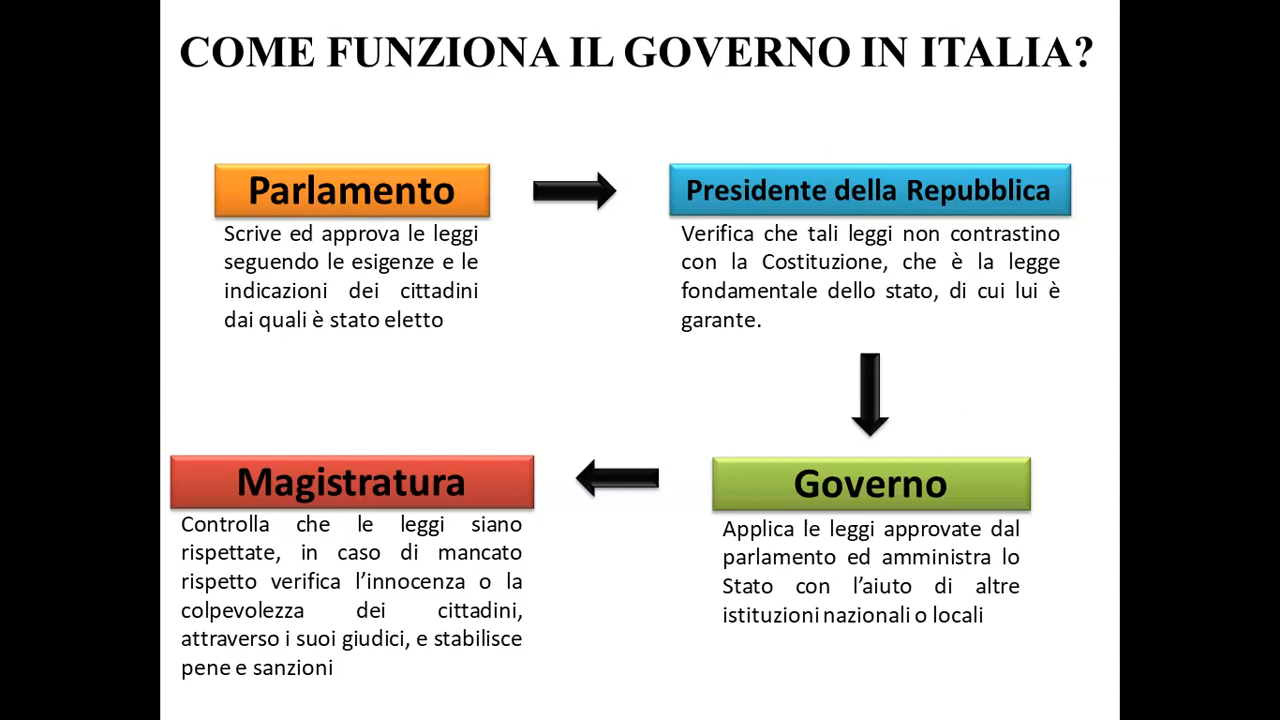 COME FUNZIONA IL GOVERNO IN ITALIA?
Parlamento
Scrive ed approva le leggi
seguendo le esigenze e le
indicazioni dei cittadini
dai quali è stato eletto
Presidente della Repubblica
Verifica che tali leggi non contrastino
con la Costituzione, che è la legge
fondamentale dello stato, di cui lui è
garante.
Magistratura
Controlla che le leggi siano
rispettate, in caso di mancato
rispetto verifica l’innocenza o la
colpevolezza dei cittadini,
attraverso i suoi giudici, e stabilisce
pene e sanzioni
Governo
Applica le leggi approvate dal
parlamento ed amministra lo
Stato con l’aiuto di altre
istituzioni nazionali o locali